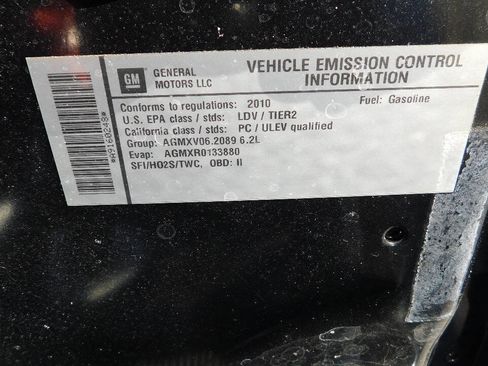 GM
GENERAL
MOTORS LLC
VEHICLE EMISSION CONTROL
INFORMATION
Conforms to regulations: 2010
Fuel: Gasoline
U.S. EPA class / stds: LDV / TIER2
California class / stds: PC / ULEV qualified
Group: AGMXV06.2089 6.2L
Evap: AGMXR0133880
SFI/HO2S/TWC, OBD: II